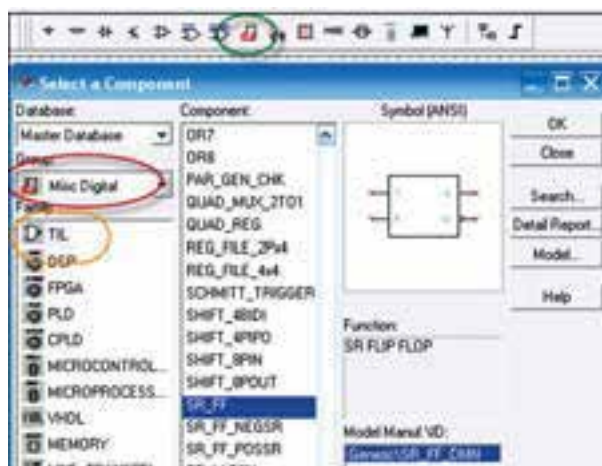 Select a Component
Database:
Master Database
Group:
Misc Digital
Family:
TIL
DSP
FPGA
PLD
CPLD
MICROCONTROL...
MICROPROCESS...
VHDL
MEMORY
Component:
OR7
OR8
PAR_GEN_CHK
QUAD_MUX_2TO1
QUAD_REG
REG_FILE_2Px4
REG_FILE_4x4
SCHMITT_TRIGGER
SHIFT_4BIDI
SHIFT_4PIPO
SHIFT_8PIN
SHIFT_8POUT
SR_FF
SR_FF_NEGSR
SR_FF_POSSR
Symbol (ANSI)
Function:
SR FLIP FLOP
Model Manuf.\ID:
Generic\SR_FF_OMNI
OK
Close
Search...
Detail Report...
Model...
Help